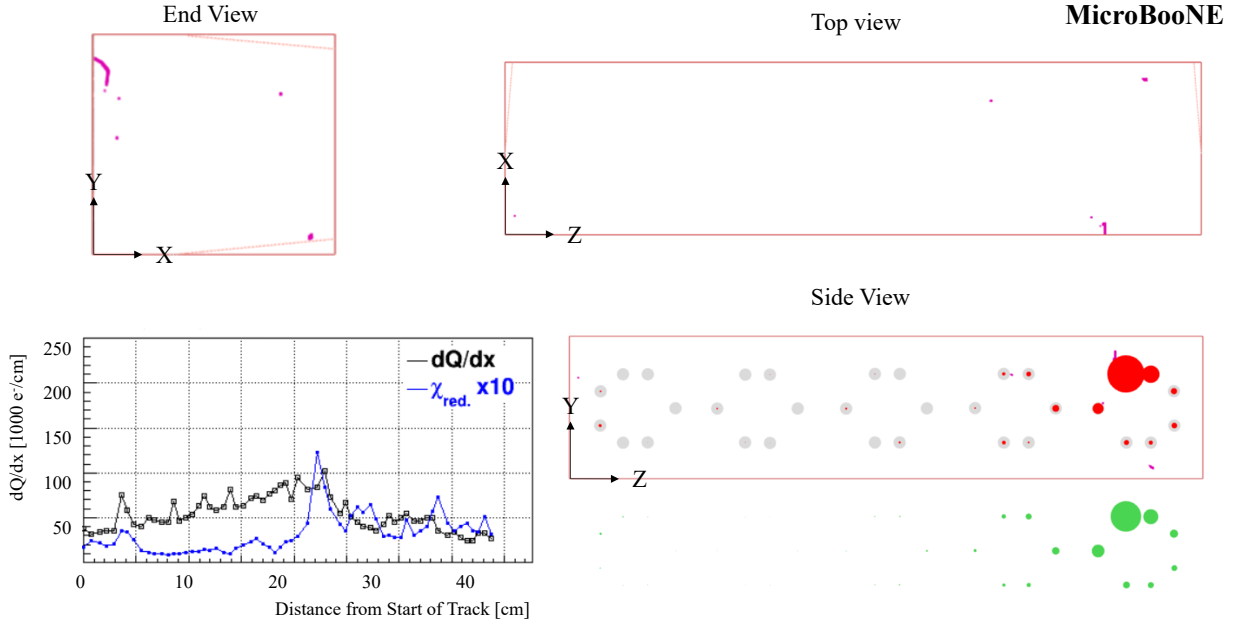 End View
Top view
MicroBooNE
Y
X
X
Z
Side View
dQ/dx [1000 e-/cm]
250
200
150
100
50
dQ/dx
χred. x10
0
10
20
30
40
Distance from Start of Track [cm]
Y
Z